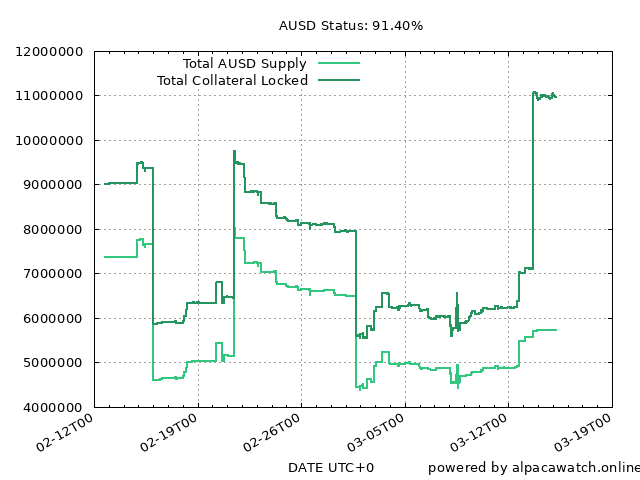 AUSD Status: 91.40%
12000000
11000000
10000000
9000000
8000000
7000000
6000000
5000000
4000000
Total AUSD Supply
Total Collateral Locked
02-12T00
02-19T00
02-26T00
03-05T00
03-12T00
03-19T00
DATE UTC+0
powered by alpacawatch.online